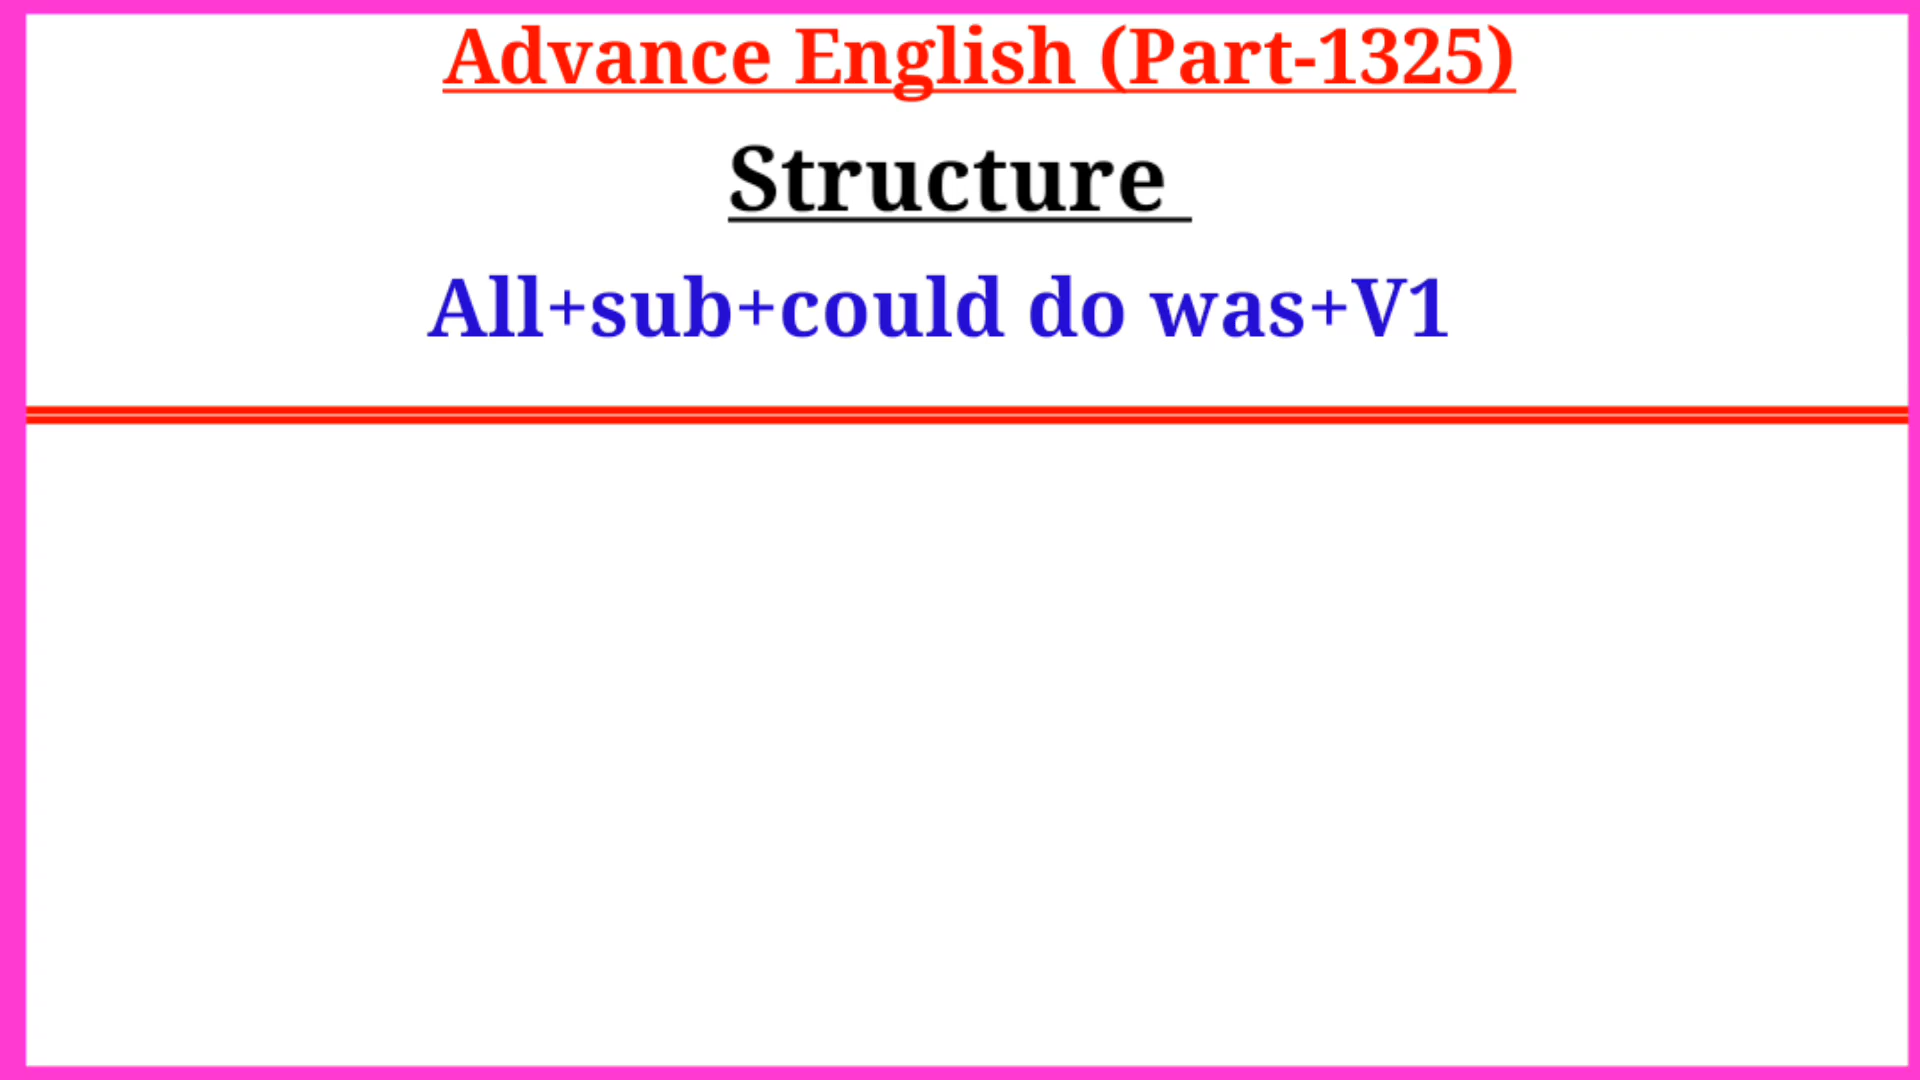 Advance English (Part-1325)
Structure
All+sub+could do was+V1